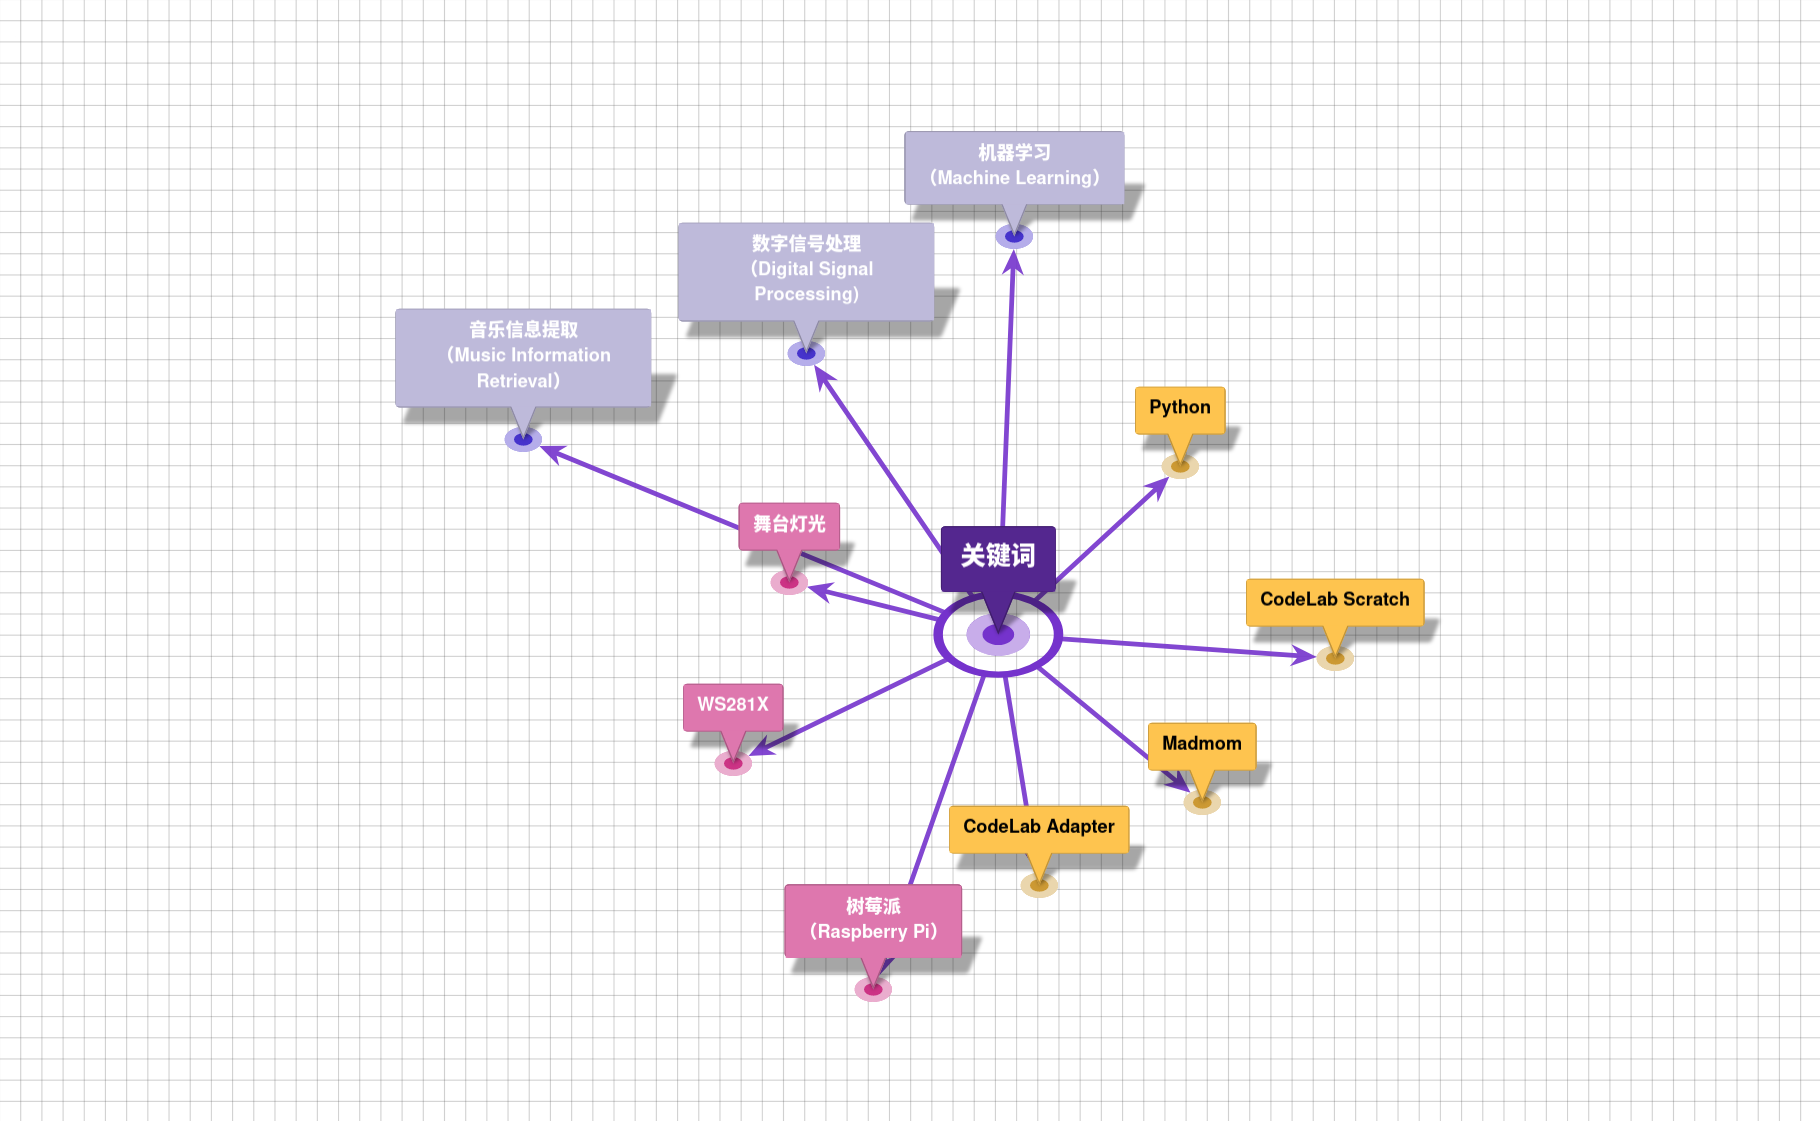 机器学习
（Machine Learning）
数字信号处理
（Digital Signal
Processing）
音乐信息提取
（Music Information
Retrieval）
Python
舞台灯光
关键词
CodeLab Scratch
WS281X
Madmom
CodeLab Adapter
树莓派
（Raspberry Pi）